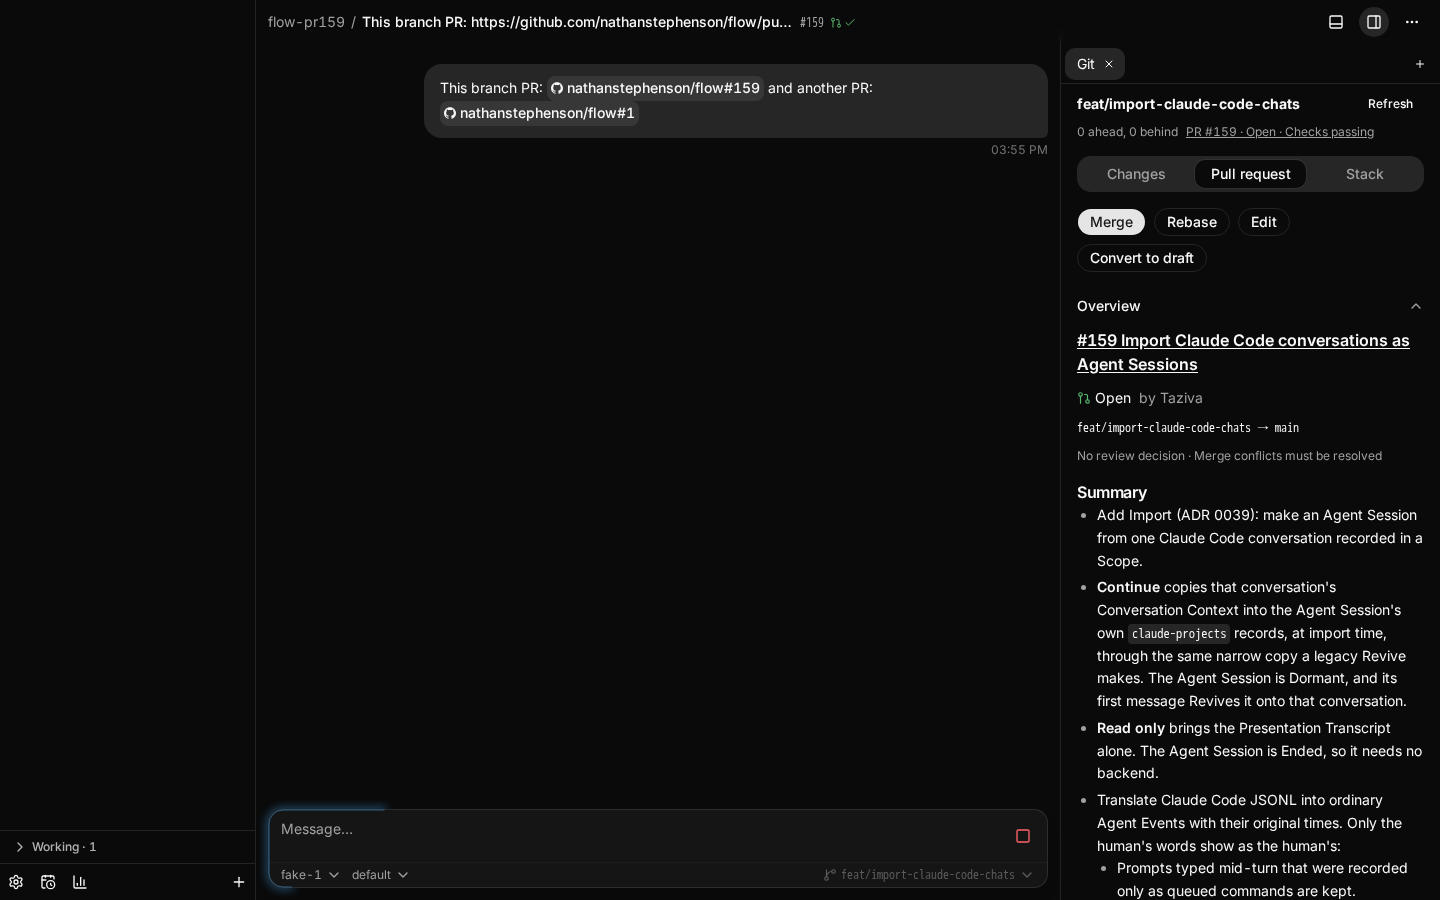 flow-pr159 / This branch PR: https://github.com/nathanstephenson/flow/pu... #159
This branch PR: nathanstephenson/flow#159 and another PR:
nathanstephenson/flow#1
03:55 PM
Message...
fake-1 default feat/import-claude-code-chats
Working · 1
Git
feat/import-claude-code-chats Refresh
0 ahead, 0 behind PR #159 · Open · Checks passing
Changes Pull request Stack
Merge Rebase Edit
Convert to draft
Overview
#159 Import Claude Code conversations as
Agent Sessions
Open by Taziva
feat/import-claude-code-chats → main
No review decision · Merge conflicts must be resolved
Summary
Add Import (ADR 0039): make an Agent Session
from one Claude Code conversation recorded in a
Scope.
Continue copies that conversation's
Conversation Context into the Agent Session's
own claude-projects records, at import time,
through the same narrow copy a legacy Revive
makes. The Agent Session is Dormant, and its
first message Revives it onto that conversation.
Read only brings the Presentation Transcript
alone. The Agent Session is Ended, so it needs no
backend.
Translate Claude Code JSONL into ordinary
Agent Events with their original times. Only the
human's words show as the human's:
Prompts typed mid-turn that were recorded
only as queued commands are kept.